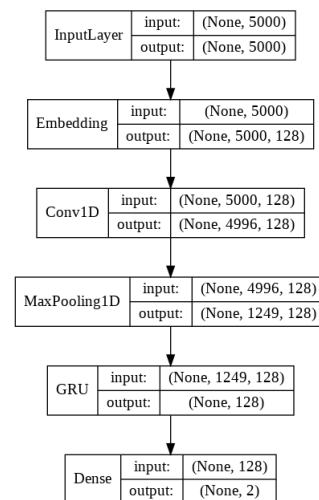 InputLayer
input: (None, 5000)
output: (None, 5000)
Embedding
input: (None, 5000)
output: (None, 5000, 128)
Conv1D
input: (None, 5000, 128)
output: (None, 4996, 128)
MaxPooling1D
input: (None, 4996, 128)
output: (None, 1249, 128)
GRU
input: (None, 1249, 128)
output: (None, 128)
Dense
input: (None, 128)
output: (None, 2)